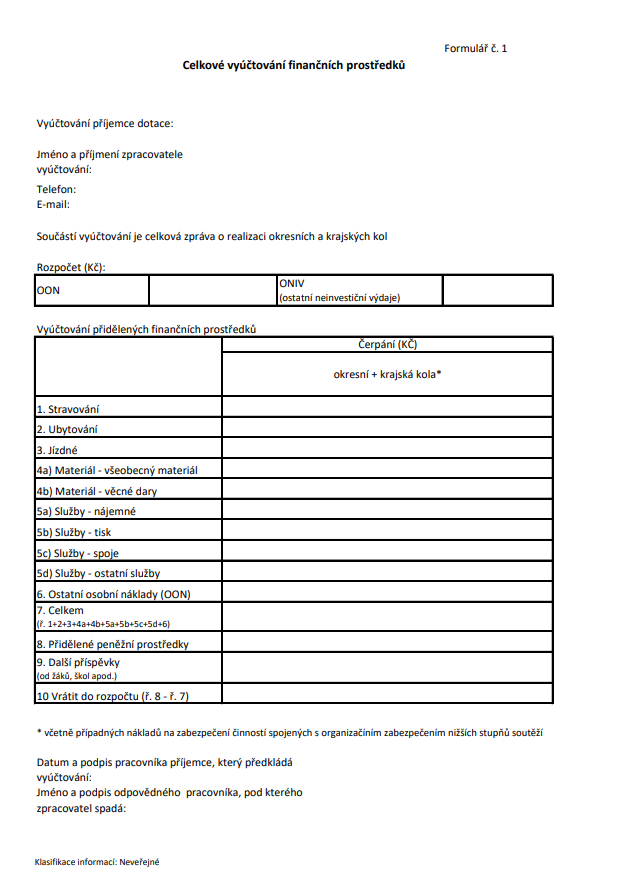 Formulář č. 1
Celkové vyúčtování finančních prostředků
Vyúčtování příjemce dotace:
Jméno a příjmení zpracovatele
vyúčtování:
Telefon:
E-mail:
Součástí vyúčtování je celková zpráva o realizaci okresních a krajských kol
Rozpočet (Kč):
OON
ONIV
(ostatní neinvestiční výdaje)
Vyúčtování přidělených finančních prostředků
Čerpání (KČ)
okresní + krajská kola*
1. Stravování
2. Ubytování
3. Jízdné
4a) Materiál - všeobecný materiál
4b) Materiál - věcné dary
5a) Služby - nájemné
5b) Služby - tisk
5c) Služby - spoje
5d) Služby - ostatní služby
6. Ostatní osobní náklady (OON)
7. Celkem
(ř. 1+2+3+4a+4b+5a+5b+5c+5d+6)
8. Přidělené peněžní prostředky
9. Další příspěvky
(od žáků, škol apod.)
10 Vrátit do rozpočtu (ř. 8 - ř. 7)
* včetně případných nákladů na zabezpečení činností spojených s organizačíním zabezpečením nižších stupňů soutěží
Datum a podpis pracovníka příjemce, který předkládá
vyúčtování:
Jméno a podpis odpovědného pracovníka, pod kterého
zpracovatel spadá:
Klasifikace informací: Neveřejné